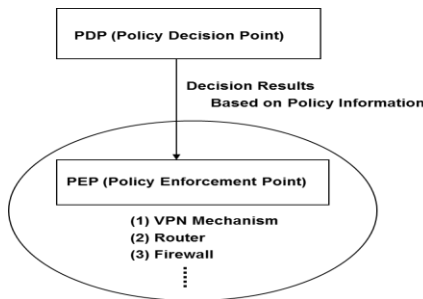 PDP (Policy Decision Point)
Decision Results
Based on Policy Information
PEP (Policy Enforcement Point)
(1) VPN Mechanism
(2) Router
(3) Firewall